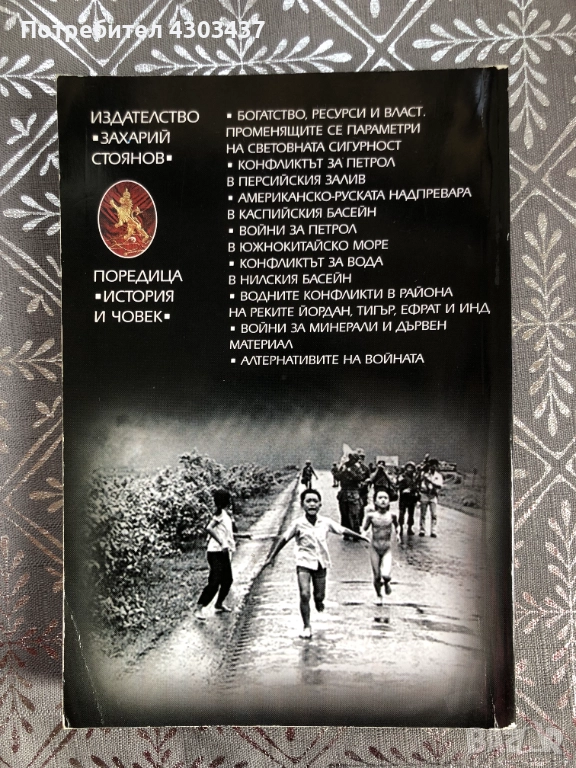 Потребител 4303437
ИЗДАТЕЛСТВО
▪ЗАХАРИЙ
СТОЯНОВ▪
ПОРЕДИЦА
▪ИСТОРИЯ
И ЧОВЕК▪
▪ БОГАТСТВО, РЕСУРСИ И ВЛАСТ.
ПРОМЕНЯЩИТЕ СЕ ПАРАМЕТРИ
НА СВЕТОВНАТА СИГУРНОСТ
▪ КОНФЛИКТЪТ ЗА ПЕТРОЛ
В ПЕРСИЙСКИЯ ЗАЛИВ
▪ АМЕРИКАНСКО-РУСКАТА НАДПРЕВАРА
В КАСПИЙСКИЯ БАСЕЙН
▪ ВОЙНИ ЗА ПЕТРОЛ
В ЮЖНОКИТАЙСКО МОРЕ
▪ КОНФЛИКТЪТ ЗА ВОДА
В НИЛСКИЯ БАСЕЙН
▪ ВОДНИТЕ КОНФЛИКТИ В РАЙОНА
НА РЕКИТЕ ЙОРДАН, ТИГЪР, ЕФРАТ И ИНД
▪ ВОЙНИ ЗА МИНЕРАЛИ И ДЪРВЕН
МАТЕРИАЛ
▪ АЛТЕРНАТИВИТЕ НА ВОЙНАТА
BAZAR